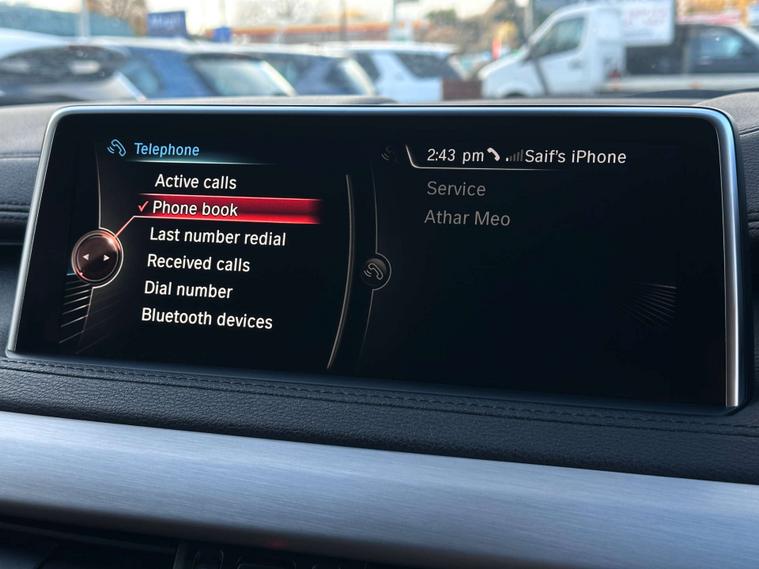 Telephone
Active calls
Phone book
Last number redial
Received calls
Dial number
Bluetooth devices
2:43 pm Saif's iPhone
Service
Athar Meo